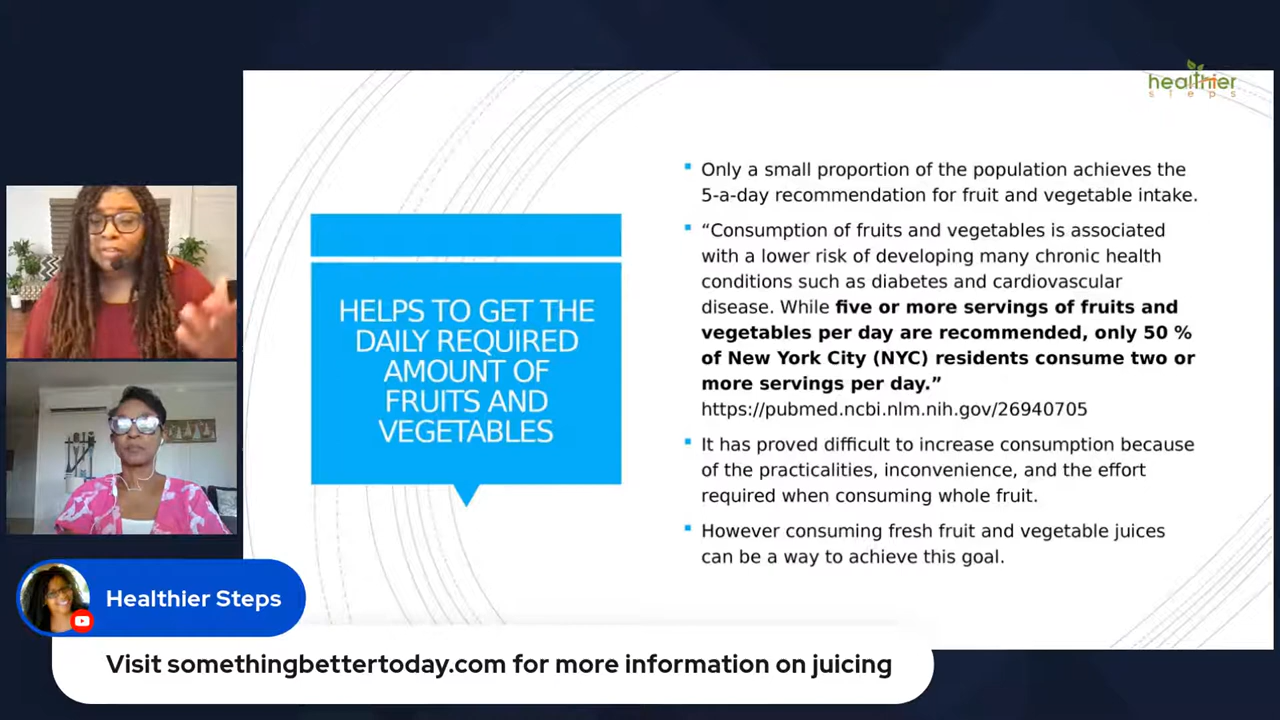 healthier
steps
HELPS TO GET THE
DAILY REQUIRED
AMOUNT OF
FRUITS AND
VEGETABLES
Only a small proportion of the population achieves the
5-a-day recommendation for fruit and vegetable intake.
“Consumption of fruits and vegetables is associated
with a lower risk of developing many chronic health
conditions such as diabetes and cardiovascular
disease. While five or more servings of fruits and
vegetables per day are recommended, only 50 %
of New York City (NYC) residents consume two or
more servings per day.”
https://pubmed.ncbi.nlm.nih.gov/26940705
It has proved difficult to increase consumption because
of the practicalities, inconvenience, and the effort
required when consuming whole fruit.
However consuming fresh fruit and vegetable juices
can be a way to achieve this goal.
Healthier Steps
Visit somethingbettertoday.com for more information on juicing